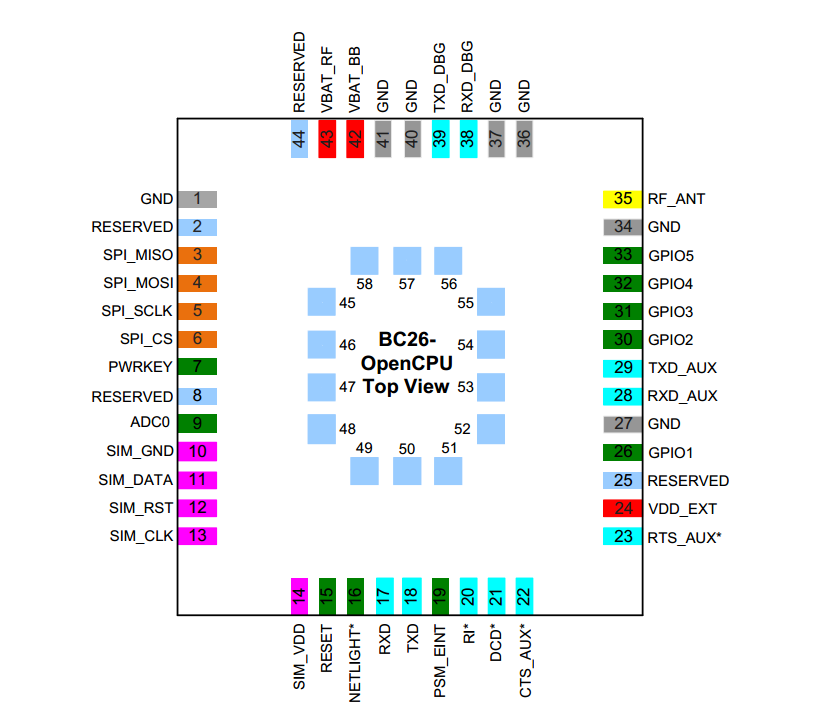 RESERVED
VBAT_RF
VBAT_BB
GND
GND
TXD_DBG
RXD_DBG
GND
GND
44
43
42
41
40
39
38
37
36
GND 1
RESERVED 2
SPI_MISO 3
SPI_MOSI 4
SPI_SCLK 5
SPI_CS 6
PWRKEY 7
RESERVED 8
ADC0 9
SIM_GND 10
SIM_DATA 11
SIM_RST 12
SIM_CLK 13
58
57
56
45
55
46
54
47
53
48
52
49
50
51
BC26-
OpenCPU
Top View
35 RF_ANT
34 GND
33 GPIO5
32 GPIO4
31 GPIO3
30 GPIO2
29 TXD_AUX
28 RXD_AUX
27 GND
26 GPIO1
25 RESERVED
24 VDD_EXT
23 RTS_AUX*
14
15
16
17
18
19
20
21
22
SIM_VDD
RESET
NETLIGHT*
RXD
TXD
PSM_EINT
RI*
DCD*
CTS_AUX*